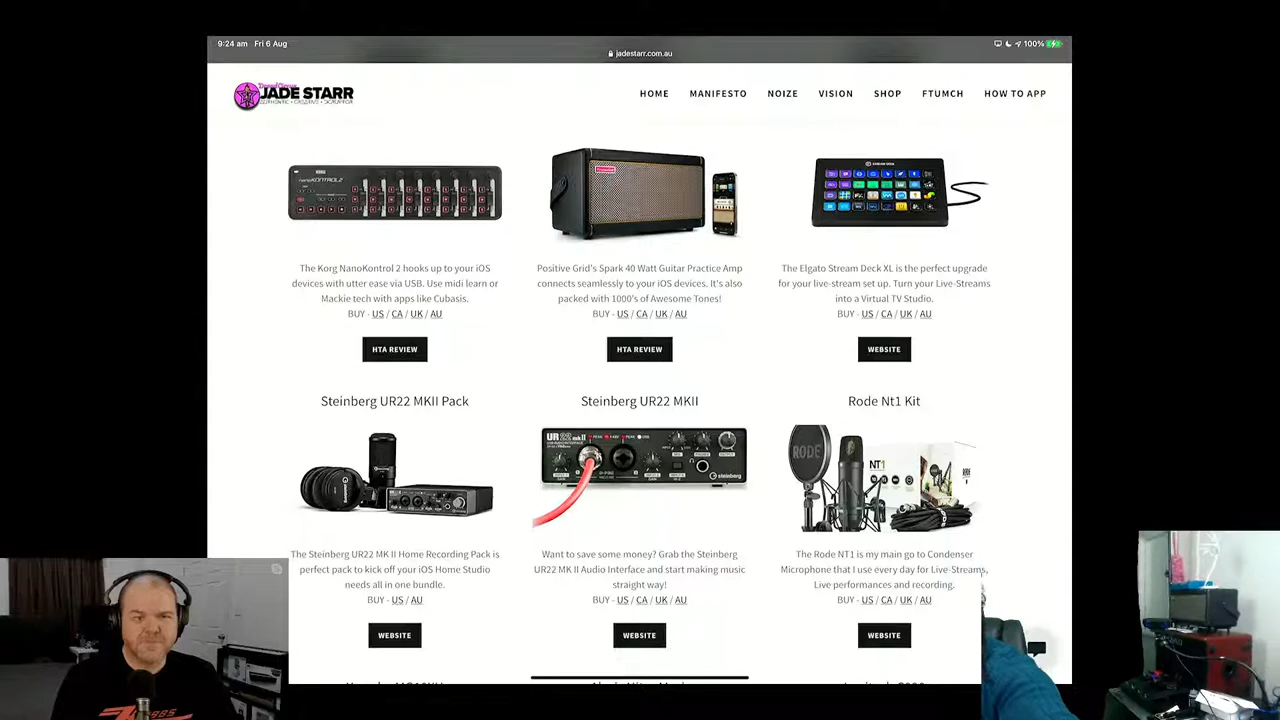 9:24 am Fri 6 Aug
100%
jadestarr.com.au
JADE STARR
HOME MANIFESTO NOIZE VISION SHOP FTUMCH HOW TO APP
KORG
nanoKONTROL2
STREAM DECK
The Korg NanoKontrol 2 hooks up to your iOS
devices with utter ease via USB. Use midi learn or
Mackie tech with apps like Cubasis.
BUY - US / CA / UK / AU
HTA REVIEW
Positive Grid's Spark 40 Watt Guitar Practice Amp
connects seamlessly to your iOS devices. It's also
packed with 1000's of Awesome Tones!
BUY - US / CA / UK / AU
HTA REVIEW
The Elgato Stream Deck XL is the perfect upgrade
for your live-stream set up. Turn your Live-Streams
into a Virtual TV Studio.
BUY - US / CA / UK / AU
WEBSITE
Steinberg UR22 MKII Pack
The Steinberg UR22 MK II Home Recording Pack is
perfect pack to kick off your iOS Home Studio
needs all in one bundle.
BUY - US / AU
WEBSITE
Steinberg UR22 MKII
UR22 mkII
steinberg
Want to save some money? Grab the Steinberg
UR22 MK II Audio Interface and start making music
straight way!
BUY - US / CA / UK / AU
WEBSITE
Rode Nt1 Kit
RODE
NT1
The Rode NT1 is my main go to Condenser
Microphone that I use every day for Live-Streams,
Live performances and recording.
BUY - US / CA / UK / AU
WEBSITE